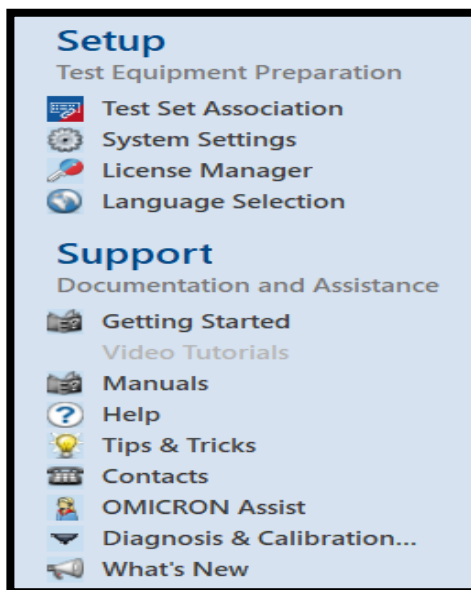 Setup
Test Equipment Preparation
Test Set Association
System Settings
License Manager
Language Selection
Support
Documentation and Assistance
Getting Started
Video Tutorials
Manuals
Help
Tips & Tricks
Contacts
OMICRON Assist
Diagnosis & Calibration...
What's New